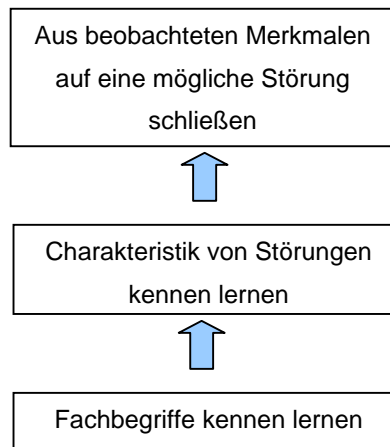 Aus beobachteten Merkmalen
auf eine mögliche Störung
schließen
Charakteristik von Störungen
kennen lernen
Fachbegriffe kennen lernen